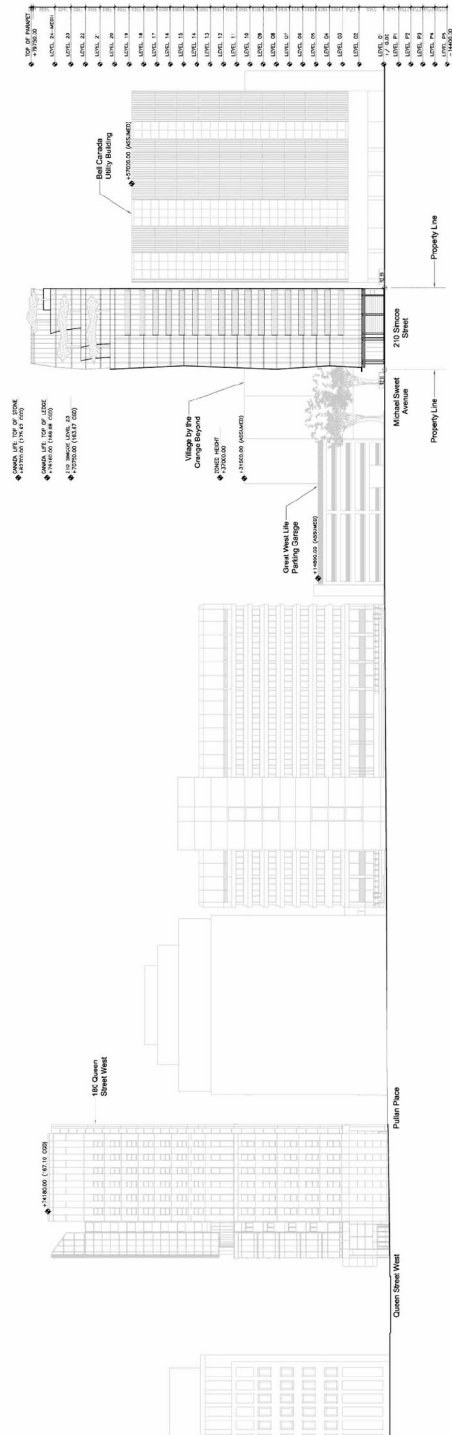 TOP OF PARAPET
LEVEL 23
LEVEL 22
LEVEL 21
LEVEL 20
LEVEL 19
LEVEL 18
LEVEL 17
LEVEL 16
LEVEL 15
LEVEL 14
LEVEL 13
LEVEL 12
LEVEL 11
LEVEL 10
LEVEL 09
LEVEL 08
LEVEL 07
LEVEL 06
LEVEL 05
LEVEL 04
LEVEL 03
LEVEL 02
LEVEL P1
LEVEL P2
LEVEL P3
LEVEL P4
LEVEL P5
Bell Canada
Utility Building
+57000.00 (ASSUMED)
Property Line
210 Simcoe
Street
Michael Sweet
Avenue
Property Line
CANADA LIFE: TOP OF STONE
CANADA LIFE: TOP OF LEDGE
210 SIMCOE LEVEL 23
Village by the
Grange Beyond
ZONED HEIGHT
+37000.00
+31500.00 (ASSUMED)
Great West Life
Parking Garage
(ASSUMED)
180 Queen
Street West
+74180.00 (167.10 CGD)
Pullan Place
Queen Street West